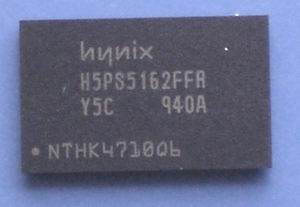 hynix
H5PS5162FFR
Y5C 940A
NTHK4710Q6